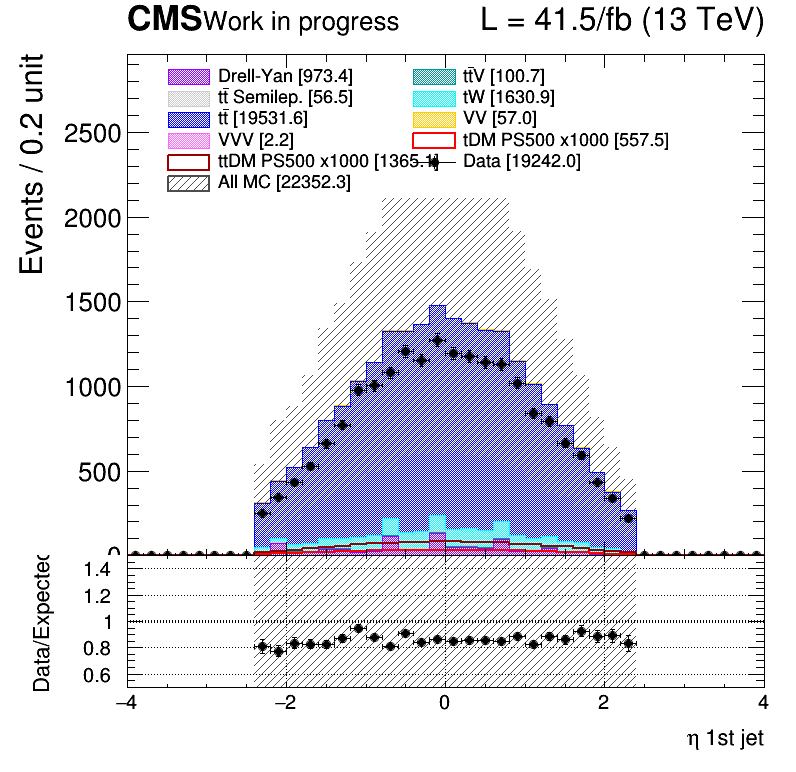 CMS Work in progress L = 41.5/fb (13 TeV)
Events / 0.2 unit
Drell-Yan [973.4] tt̄V [100.7]
tt̄ Semilep. [56.5] tW [1630.9]
tt̄ [19531.6] VV [57.0]
VVV [2.2] tDM PS500 x1000 [557.5]
ttDM PS500 x1000 [1365.1] Data [19242.0]
All MC [22352.3]
2500
2000
1500
1000
500
0
Data/Expected
1.4
1.2
1
0.8
0.6
−4 −2 0 2 4
η 1st jet